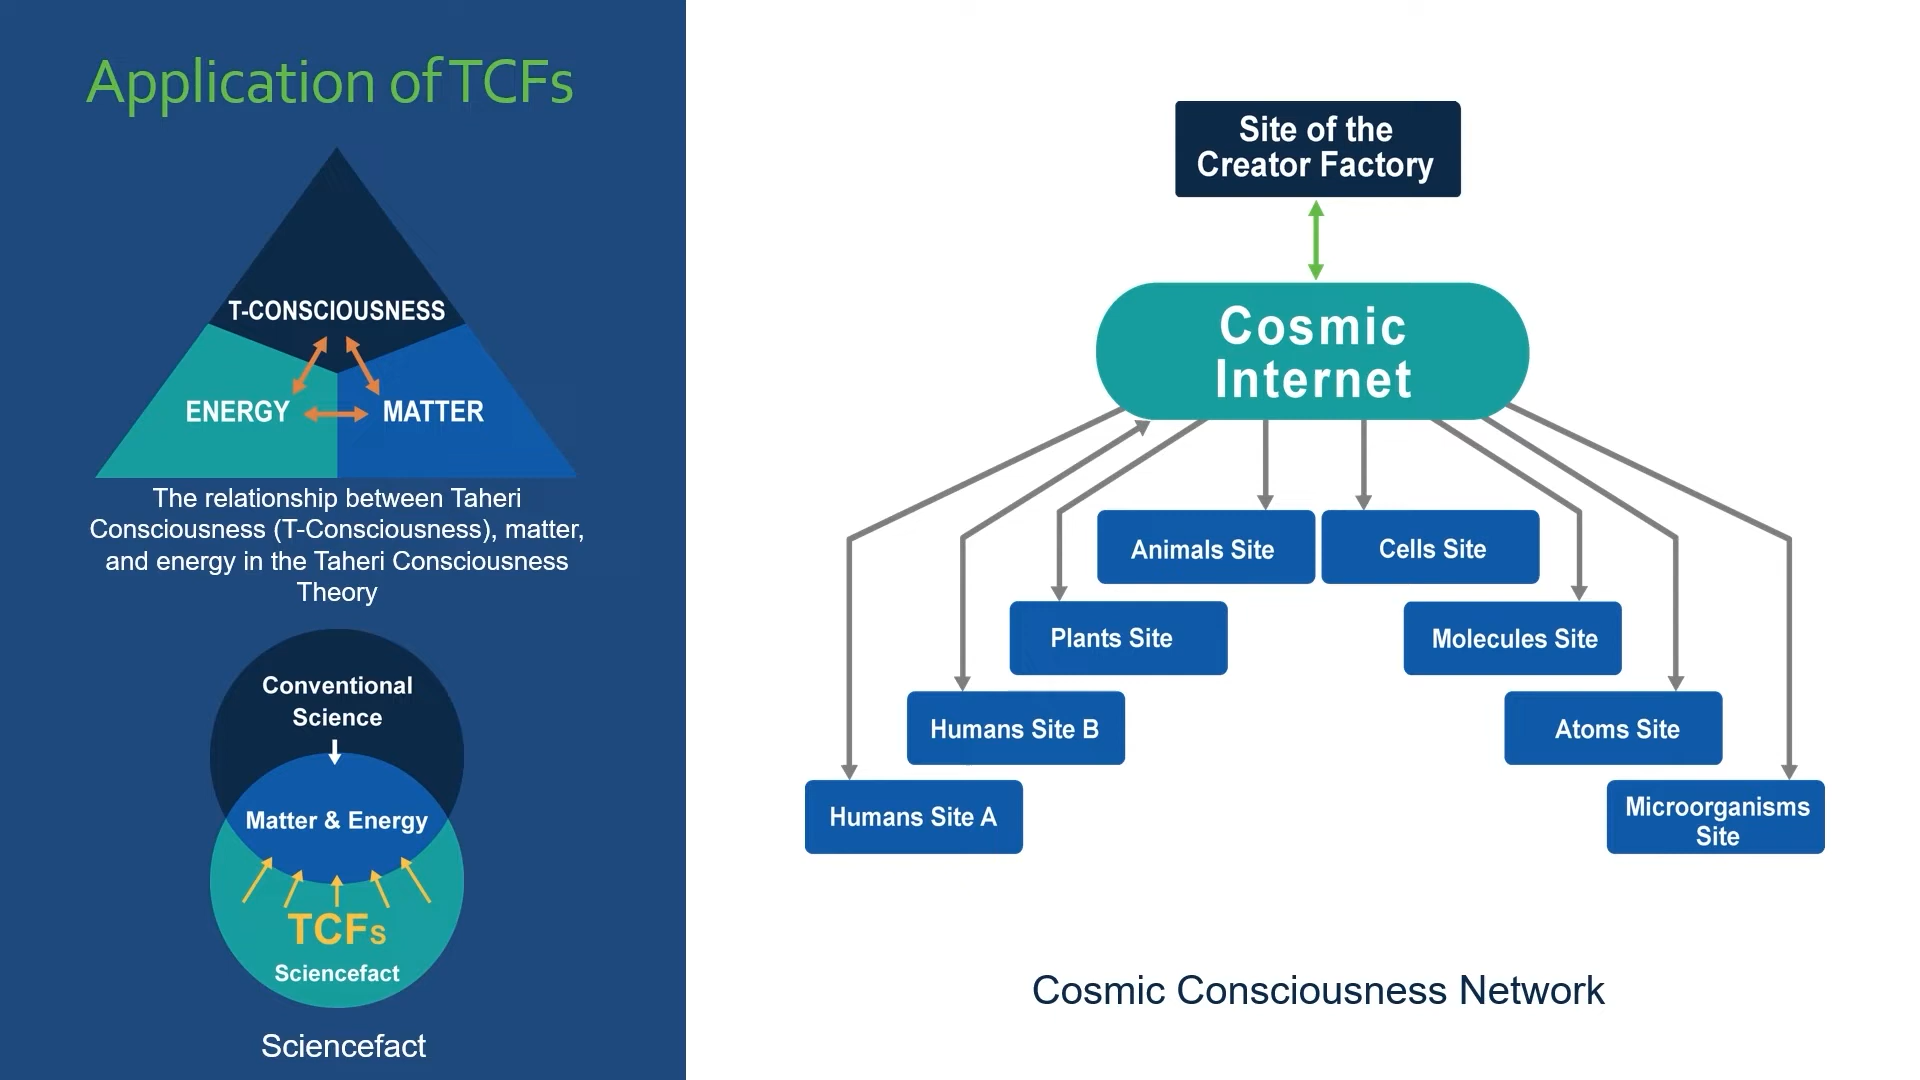 Application of TCFs
T-CONSCIOUSNESS
ENERGY
MATTER
The relationship between Taheri
Consciousness (T-Consciousness), matter,
and energy in the Taheri Consciousness
Theory
Conventional
Science
Matter & Energy
TCFs
Sciencefact
Sciencefact
Site of the
Creator Factory
Cosmic
Internet
Animals Site
Cells Site
Plants Site
Molecules Site
Humans Site B
Atoms Site
Humans Site A
Microorganisms
Site
Cosmic Consciousness Network